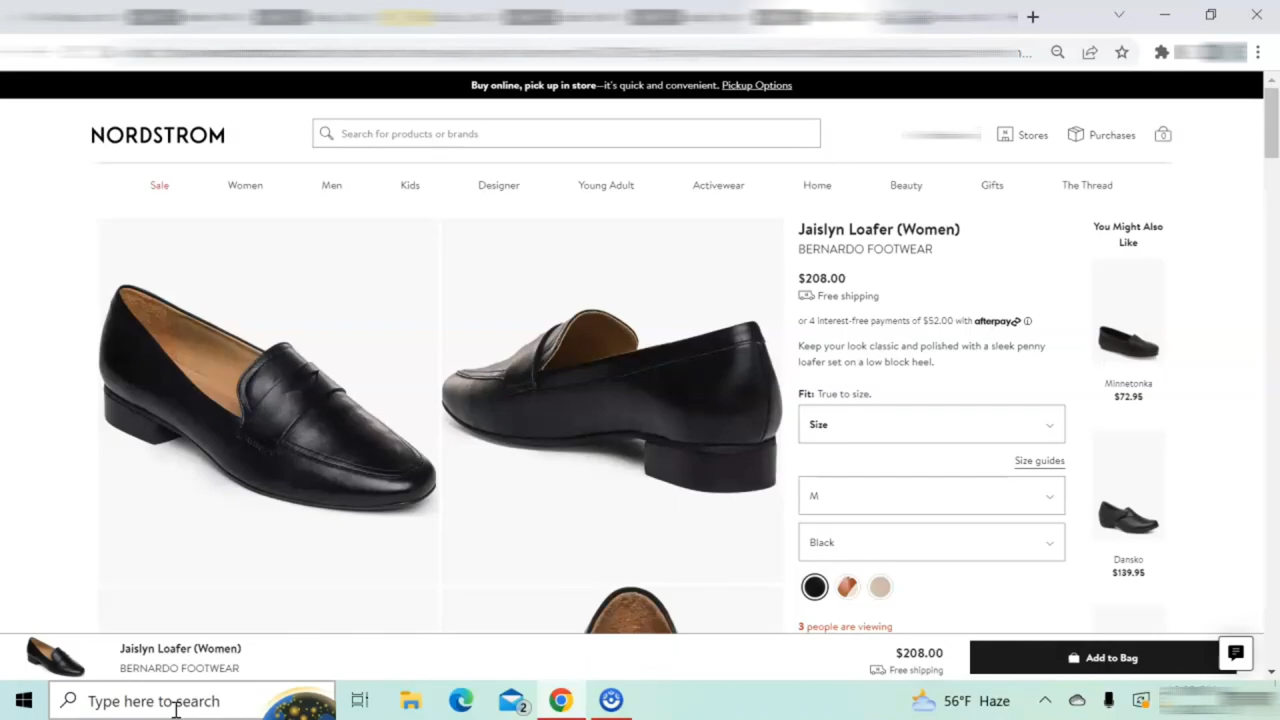 Buy online, pick up in store—it's quick and convenient. Pickup Options
NORDSTROM
Search for products or brands
Stores
Purchases
0
Sale
Women
Men
Kids
Designer
Young Adult
Activewear
Home
Beauty
Gifts
The Thread
Jaislyn Loafer (Women)
BERNARDO FOOTWEAR
$208.00
Free shipping
or 4 interest-free payments of $52.00 with afterpay
Keep your look classic and polished with a sleek penny
loafer set on a low block heel.
Fit: True to size.
Size
Size guides
M
Black
3 people are viewing
You Might Also
Like
Minnetonka
$72.95
Dansko
$139.95
Jaislyn Loafer (Women)
BERNARDO FOOTWEAR
$208.00
Free shipping
Add to Bag
Type here to search
2
56°F Haze